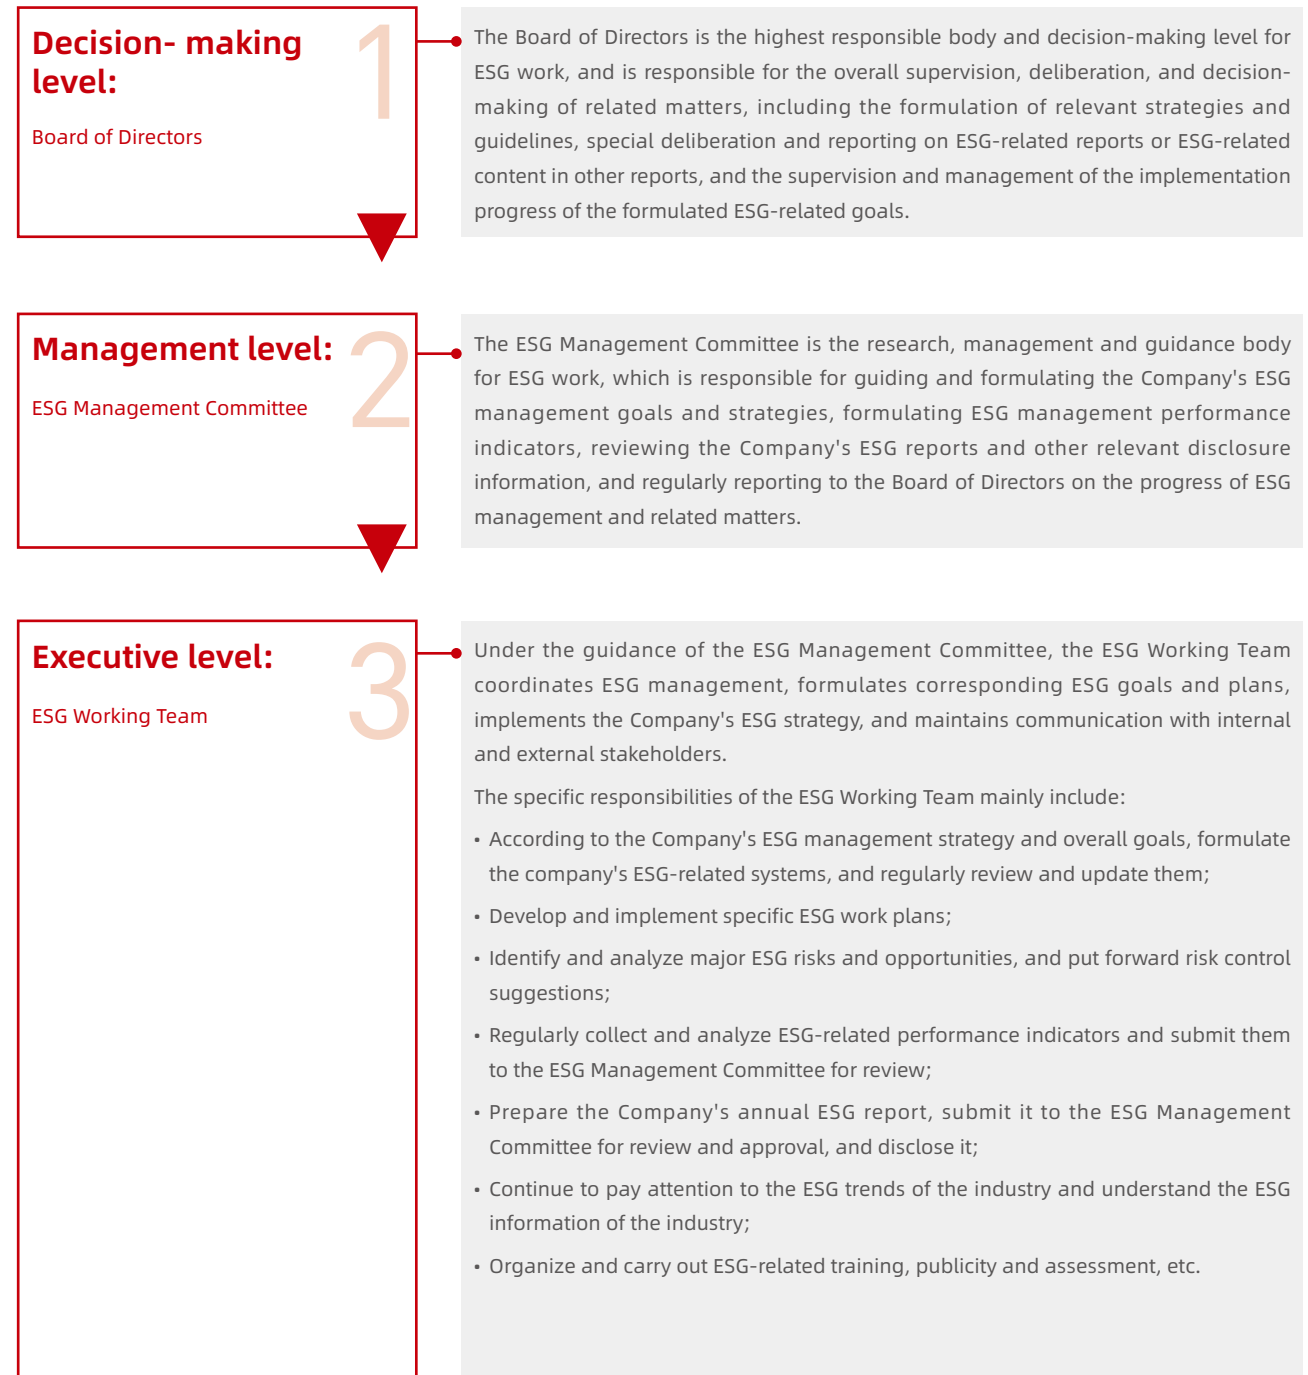 Decision- making
level:
1
Board of Directors
The Board of Directors is the highest responsible body and decision-making level for
ESG work, and is responsible for the overall supervision, deliberation, and decision-
making of related matters, including the formulation of relevant strategies and
guidelines, special deliberation and reporting on ESG-related reports or ESG-related
content in other reports, and the supervision and management of the implementation
progress of the formulated ESG-related goals.
Management level:
2
ESG Management Committee
The ESG Management Committee is the research, management and guidance body
for ESG work, which is responsible for guiding and formulating the Company's ESG
management goals and strategies, formulating ESG management performance
indicators, reviewing the Company's ESG reports and other relevant disclosure
information, and regularly reporting to the Board of Directors on the progress of ESG
management and related matters.
Executive level:
3
ESG Working Team
Under the guidance of the ESG Management Committee, the ESG Working Team
coordinates ESG management, formulates corresponding ESG goals and plans,
implements the Company's ESG strategy, and maintains communication with internal
and external stakeholders.
The specific responsibilities of the ESG Working Team mainly include:
• According to the Company's ESG management strategy and overall goals, formulate
the company's ESG-related systems, and regularly review and update them;
• Develop and implement specific ESG work plans;
• Identify and analyze major ESG risks and opportunities, and put forward risk control
suggestions;
• Regularly collect and analyze ESG-related performance indicators and submit them
to the ESG Management Committee for review;
• Prepare the Company's annual ESG report, submit it to the ESG Management
Committee for review and approval, and disclose it;
• Continue to pay attention to the ESG trends of the industry and understand the ESG
information of the industry;
• Organize and carry out ESG-related training, publicity and assessment, etc.